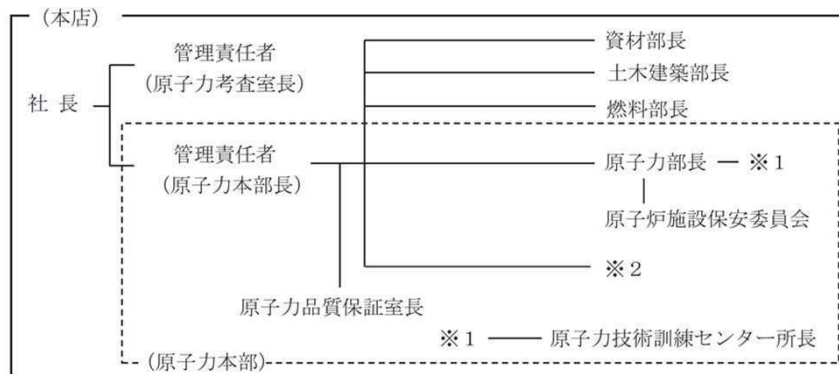 (本店)
管理責任者
(原子力考査室長)
社 長
資材部長
土木建築部長
燃料部長
管理責任者
(原子力本部長)
原子力部長 ― ※1
原子炉施設保安委員会
※2
原子力品質保証室長
※1 ―― 原子力技術訓練センター所長
(原子力本部)